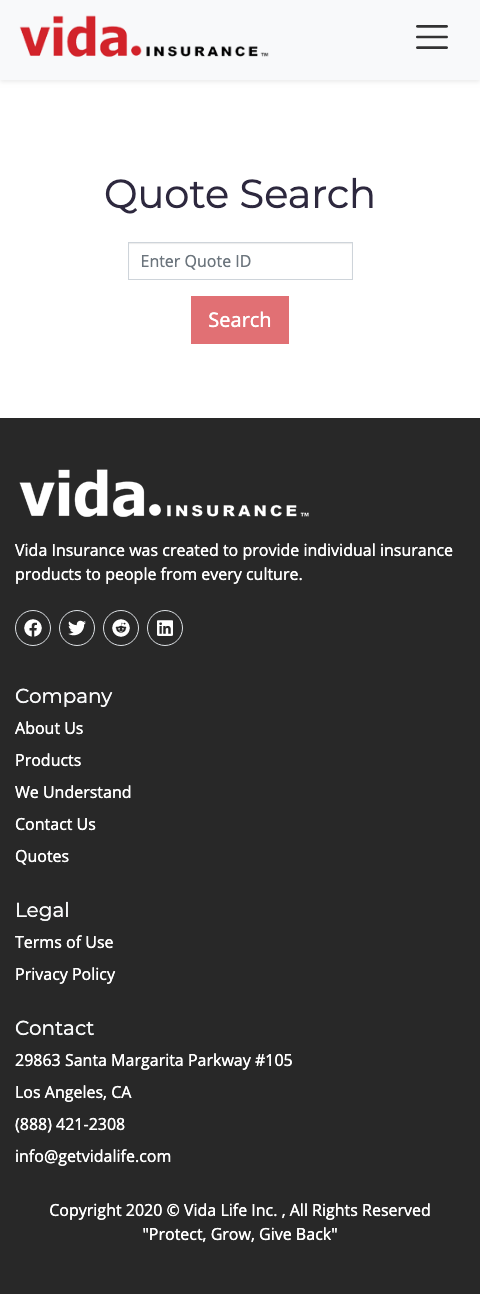 vida. INSURANCE™
Quote Search
Enter Quote ID
Search
vida. INSURANCE™
Vida Insurance was created to provide individual insurance
products to people from every culture.
Company
About Us
Products
We Understand
Contact Us
Quotes
Legal
Terms of Use
Privacy Policy
Contact
29863 Santa Margarita Parkway #105
Los Angeles, CA
(888) 421-2308
info@getvidalife.com
Copyright 2020 © Vida Life Inc. , All Rights Reserved
"Protect, Grow, Give Back"